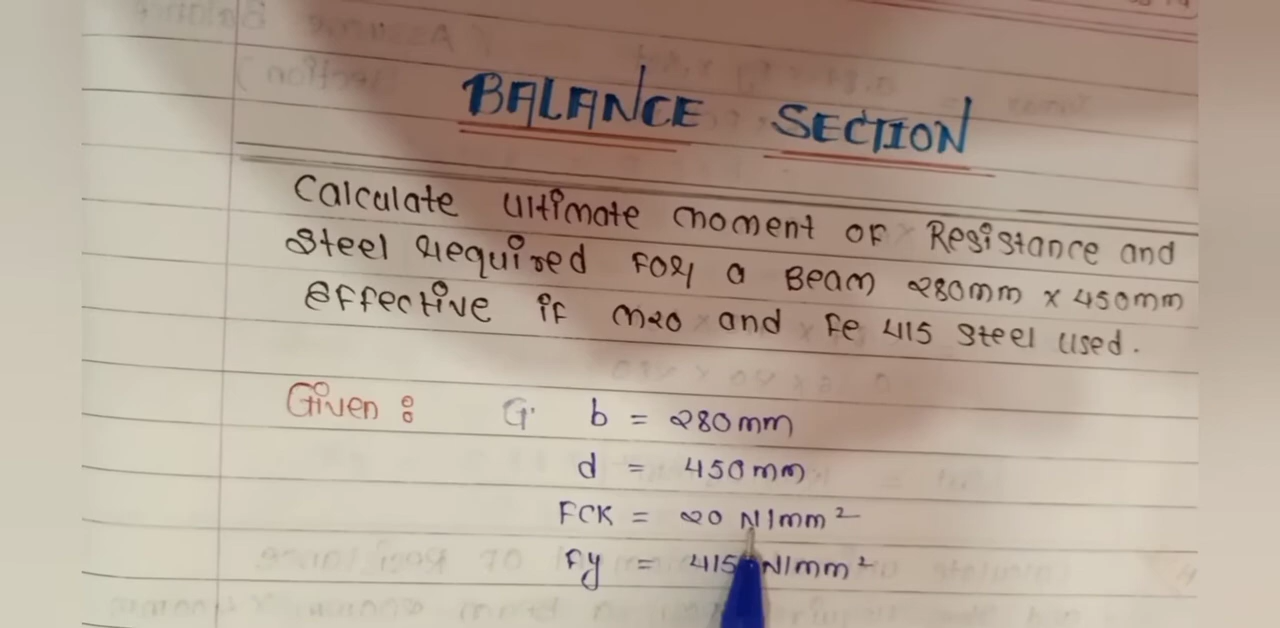 BALANCE SECTION
Calculate Ultimate moment of Resistance and
Steel Required For a Beam 280mm x 450mm
effective if M20 and Fe 415 Steel Used.
Given : G. b = 280mm
d = 450mm
FCK = 20 N/mm²
Fy = 415 N/mm²